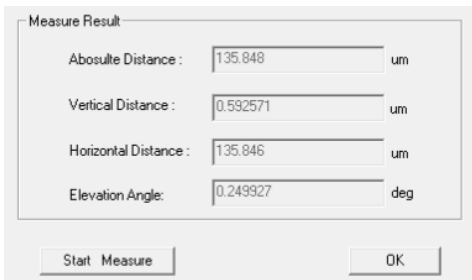 Measure Result
Abosulte Distance : 135.848 um
Vertical Distance : 0.592571 um
Horizontal Distance : 135.846 um
Elevation Angle: 0.249927 deg
Start Measure OK